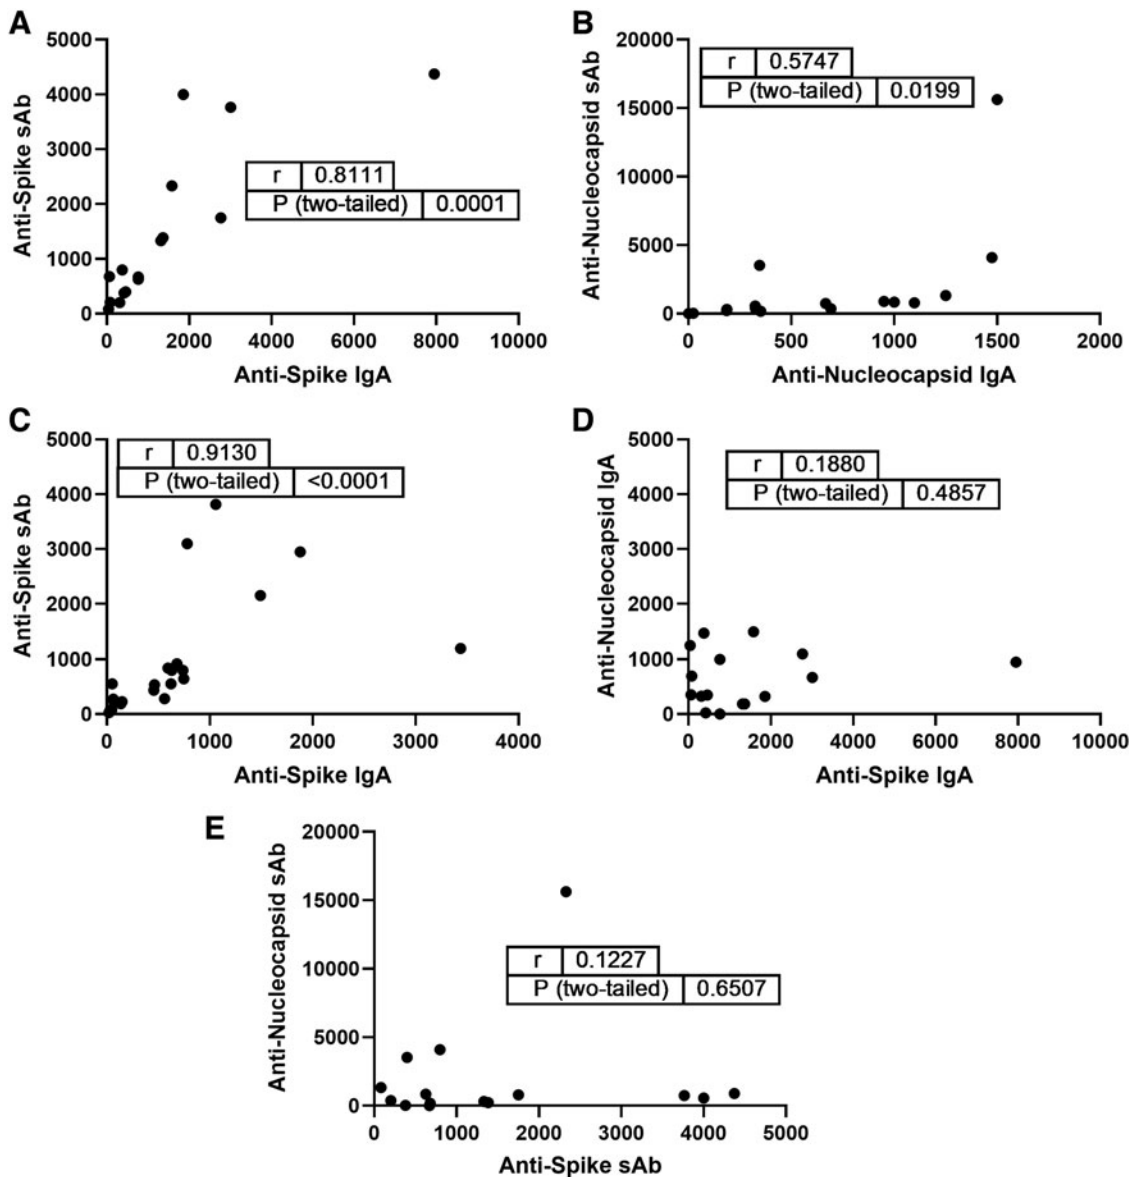 A
Anti-Spike sAb
5000
4000
3000
2000
1000
0
r 0.8111
P (two-tailed) 0.0001
0 2000 4000 6000 8000 10000
Anti-Spike IgA
B
Anti-Nucleocapsid sAb
20000
15000
10000
5000
0
r 0.5747
P (two-tailed) 0.0199
0 500 1000 1500 2000
Anti-Nucleocapsid IgA
C
Anti-Spike sAb
5000
4000
3000
2000
1000
0
r 0.9130
P (two-tailed) <0.0001
0 1000 2000 3000 4000
Anti-Spike IgA
D
Anti-Nucleocapsid IgA
5000
4000
3000
2000
1000
0
r 0.1880
P (two-tailed) 0.4857
0 2000 4000 6000 8000 10000
Anti-Spike IgA
E
Anti-Nucleocapsid sAb
20000
15000
10000
5000
0
r 0.1227
P (two-tailed) 0.6507
0 1000 2000 3000 4000 5000
Anti-Spike sAb